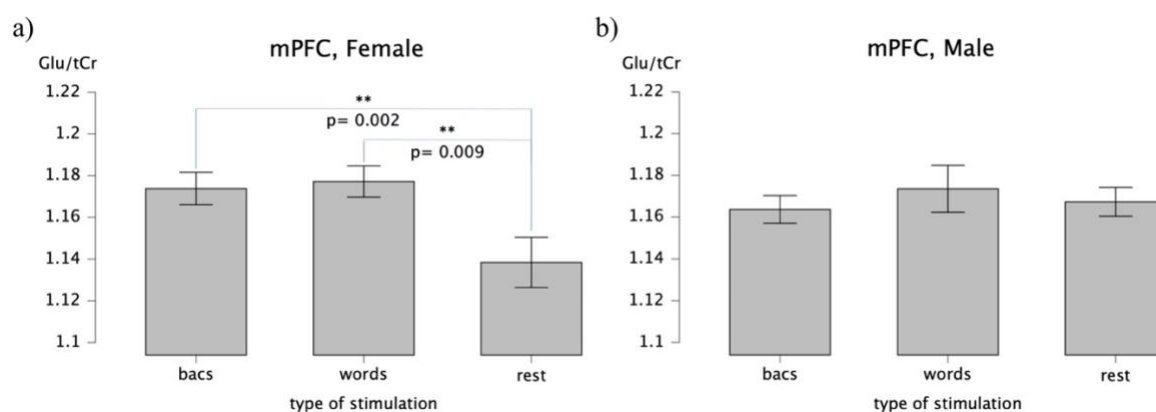 a)
mPFC, Female
Glu/tCr
1.22
1.2
1.18
1.16
1.14
1.12
1.1
**
p= 0.002
**
p= 0.009
bacs words rest
type of stimulation
b)
mPFC, Male
Glu/tCr
1.22
1.2
1.18
1.16
1.14
1.12
1.1
bacs words rest
type of stimulation